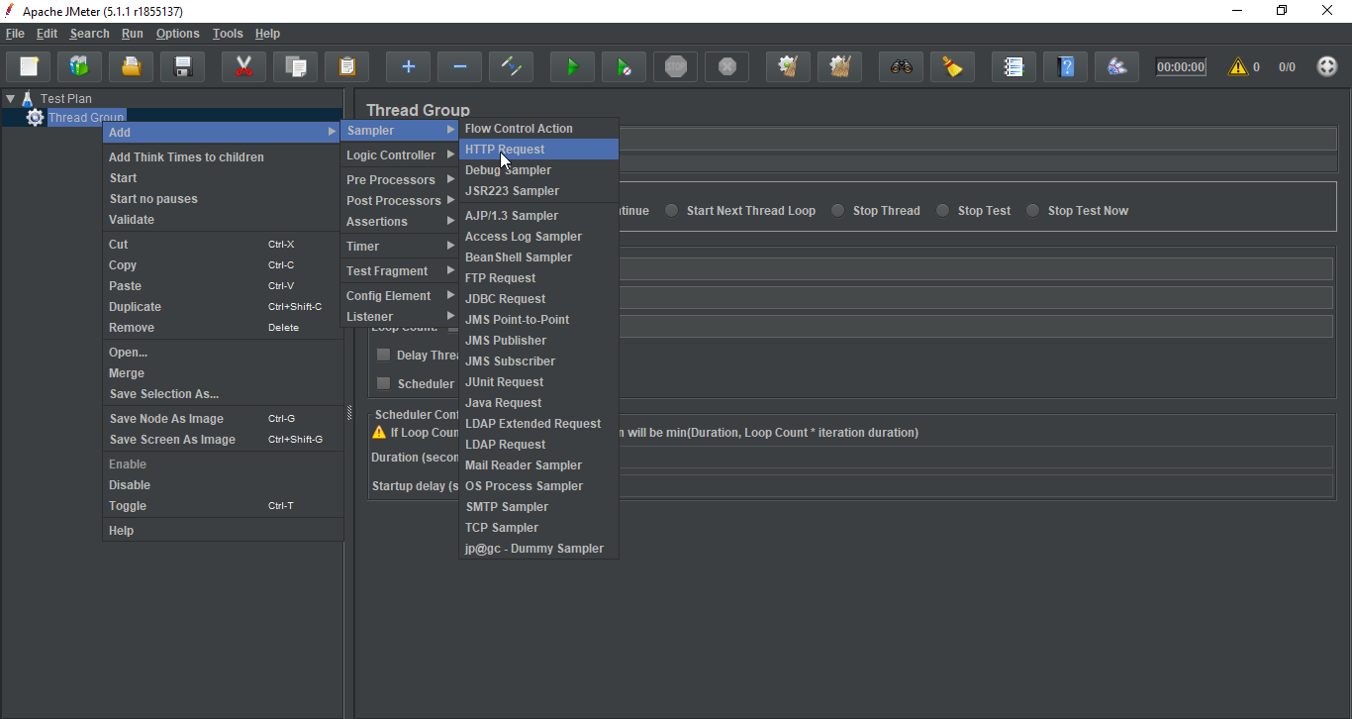 Apache JMeter (5.1.1 r1855137)
File Edit Search Run Options Tools Help
00:00:00 0 0/0
Test Plan
Thread Group
Add
Add Think Times to children
Start
Start no pauses
Validate
Cut Ctrl-X
Copy Ctrl-C
Paste Ctrl-V
Duplicate Ctrl+Shift-C
Remove Delete
Open...
Merge
Save Selection As...
Save Node As Image Ctrl-G
Save Screen As Image Ctrl+Shift-G
Enable
Disable
Toggle Ctrl-T
Help
Sampler
Logic Controller
Pre Processors
Post Processors
Assertions
Timer
Test Fragment
Config Element
Listener
Flow Control Action
HTTP Request
Debug Sampler
JSR223 Sampler
AJP/1.3 Sampler
Access Log Sampler
BeanShell Sampler
FTP Request
JDBC Request
JMS Point-to-Point
JMS Publisher
JMS Subscriber
JUnit Request
Java Request
LDAP Extended Request
LDAP Request
Mail Reader Sampler
OS Process Sampler
SMTP Sampler
TCP Sampler
jp@gc - Dummy Sampler
Thread Group
tinue Start Next Thread Loop Stop Thread Stop Test Stop Test Now
Loop Count:
Delay Threa
Scheduler
Scheduler Conf
If Loop Coun
n will be min(Duration, Loop Count * iteration duration)
Duration (secon
Startup delay (s